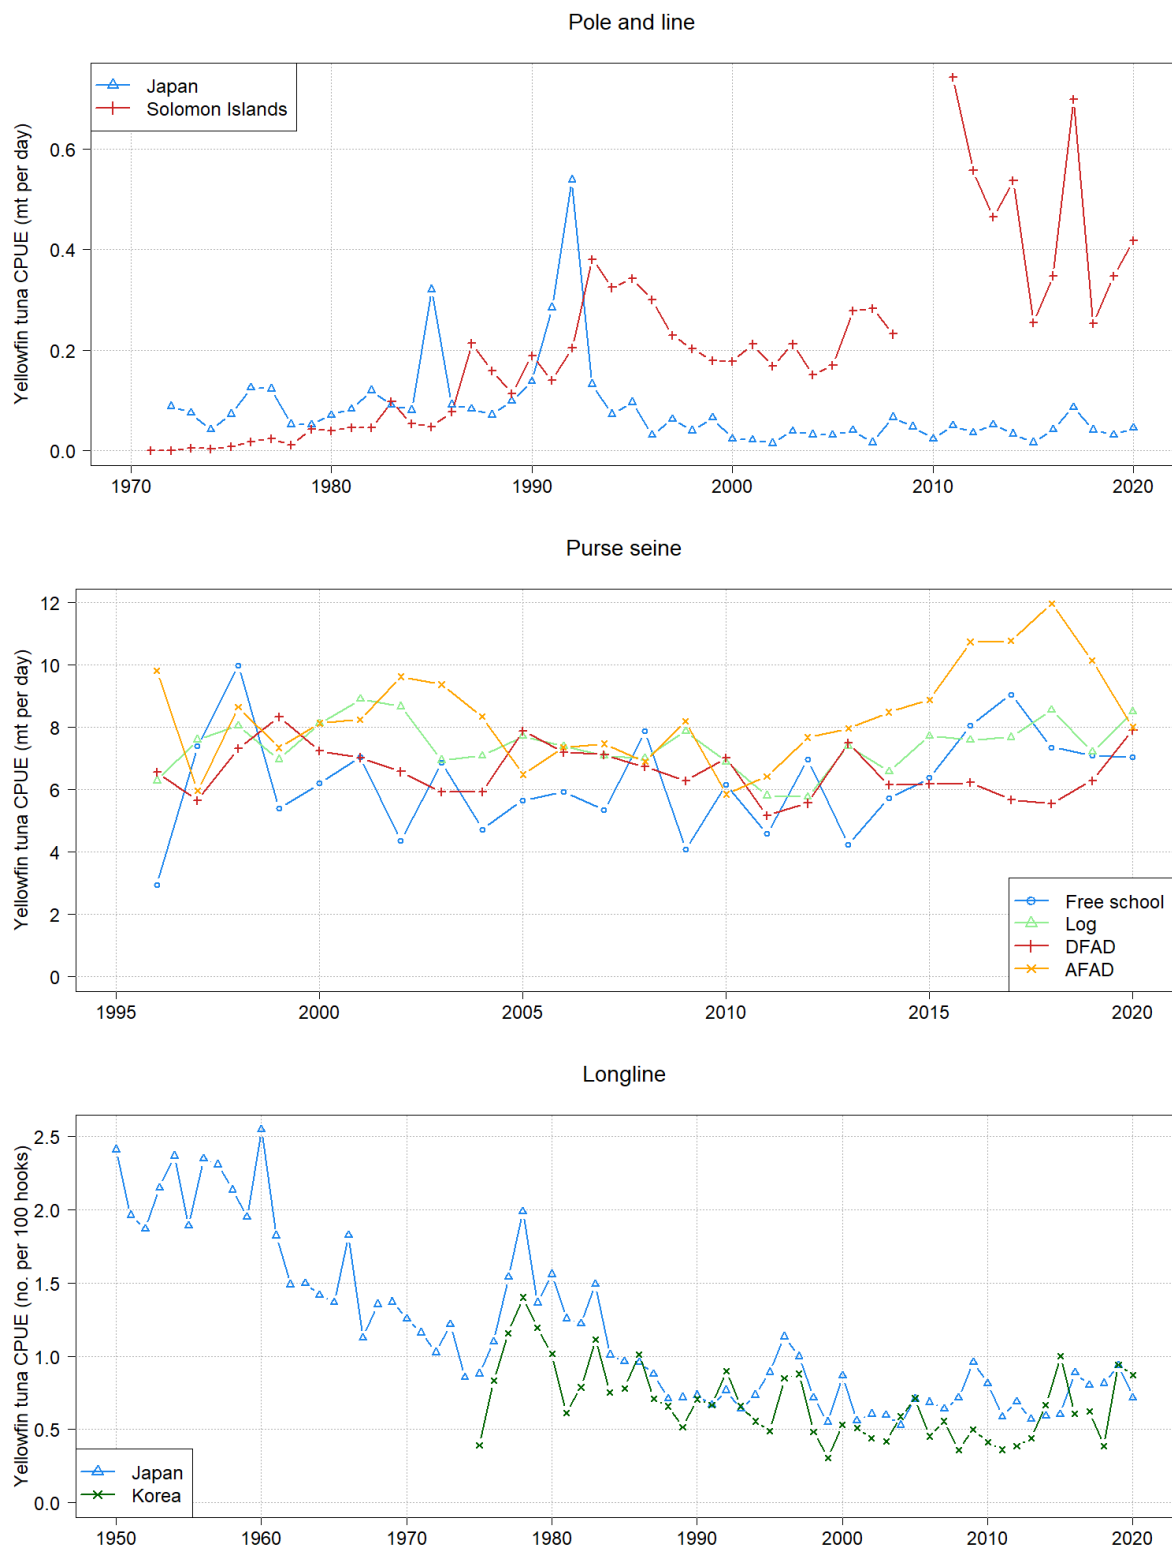 Pole and line
Japan
Solomon Islands
Yellowfin tuna CPUE (mt per day)
0.6
0.4
0.2
0.0
1970 1980 1990 2000 2010 2020
Purse seine
Yellowfin tuna CPUE (mt per day)
12
10
8
6
4
2
0
Free school
Log
DFAD
AFAD
1995 2000 2005 2010 2015 2020
Longline
Yellowfin tuna CPUE (no. per 100 hooks)
2.5
2.0
1.5
1.0
0.5
0.0
Japan
Korea
1950 1960 1970 1980 1990 2000 2010 2020